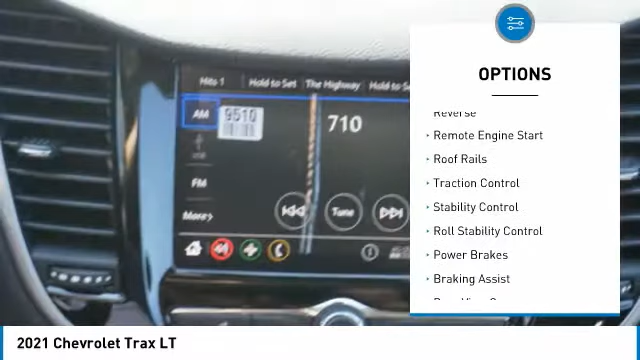 Hits 1
Hold to Set
The Highway
Hold to Se
AM
9510
710
FM
More>
Tune
OPTIONS
Reverse
Remote Engine Start
Roof Rails
Traction Control
Stability Control
Roll Stability Control
Power Brakes
Braking Assist
2021 Chevrolet Trax LT